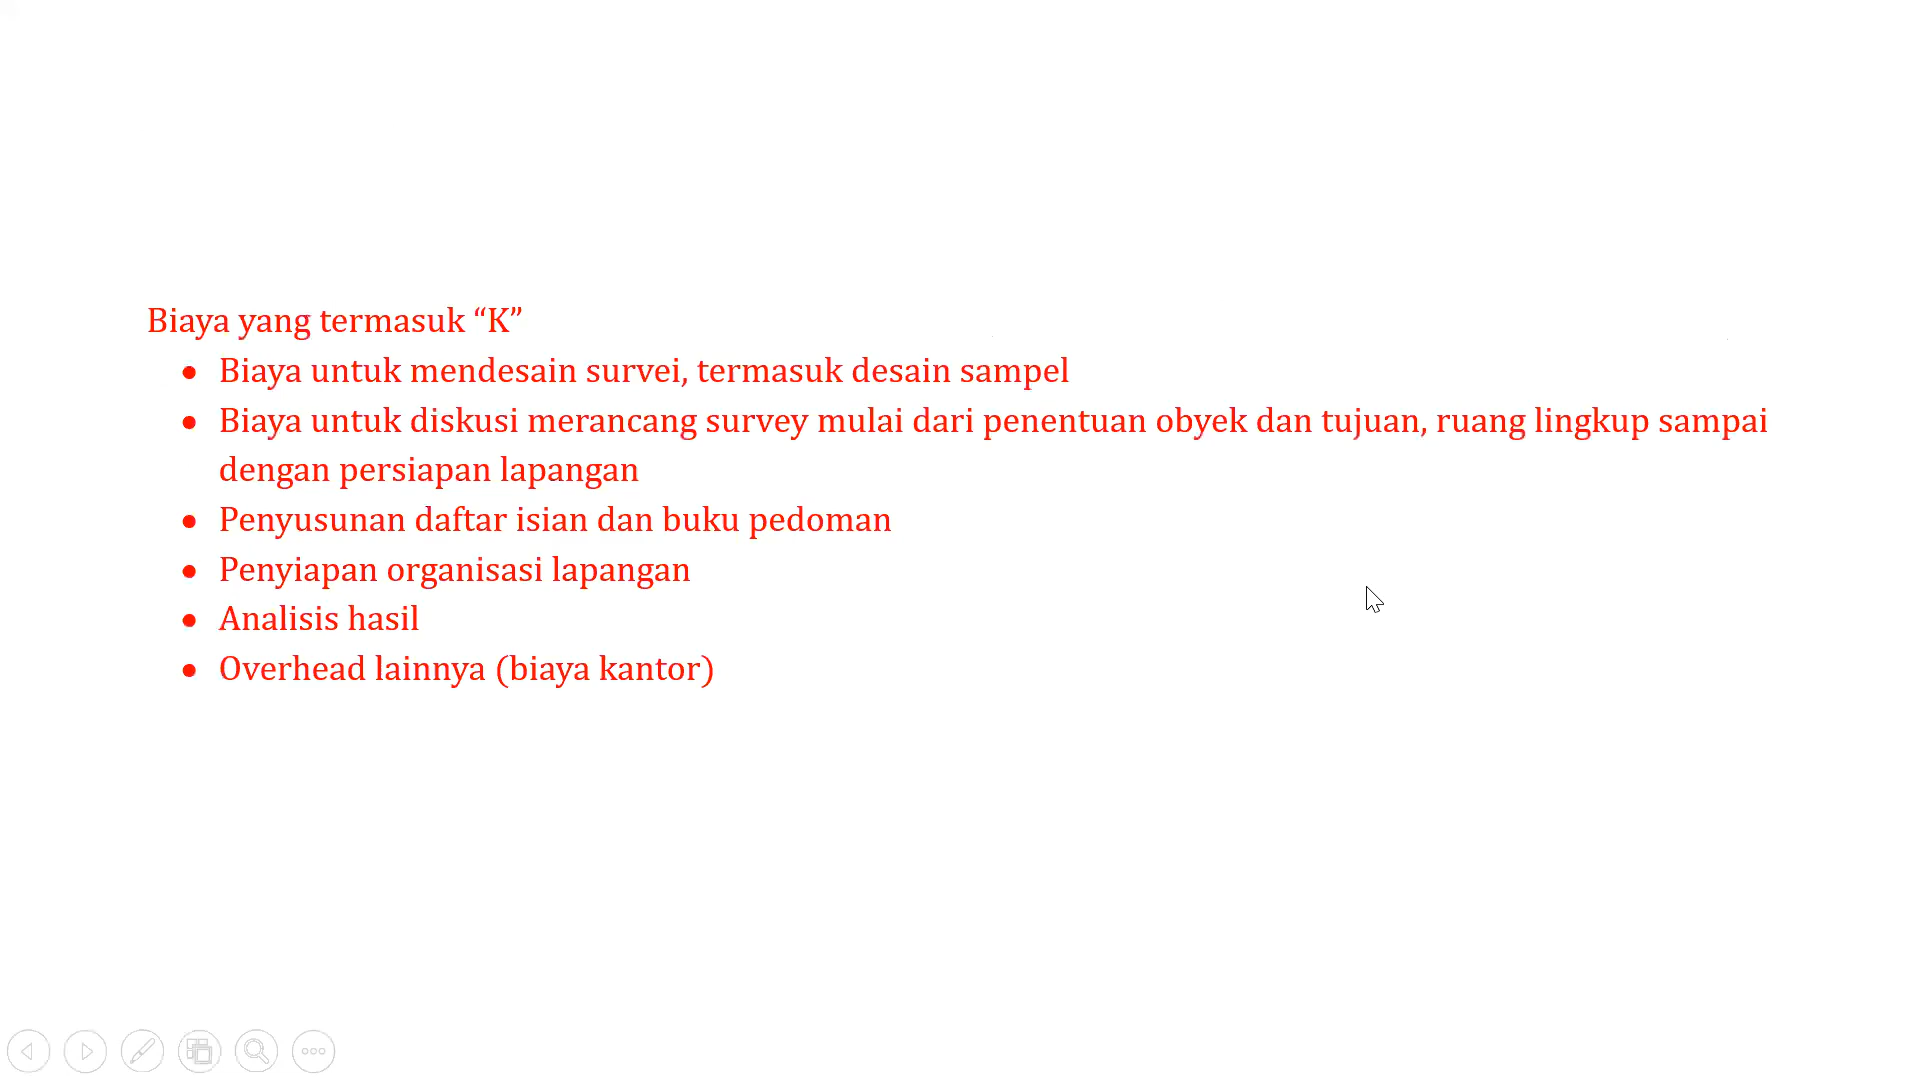 Biaya yang termasuk “K”
● Biaya untuk mendesain survei, termasuk desain sampel
● Biaya untuk diskusi merancang survey mulai dari penentuan obyek dan tujuan, ruang lingkup sampai
dengan persiapan lapangan
● Penyusunan daftar isian dan buku pedoman
● Penyiapan organisasi lapangan
● Analisis hasil
● Overhead lainnya (biaya kantor)